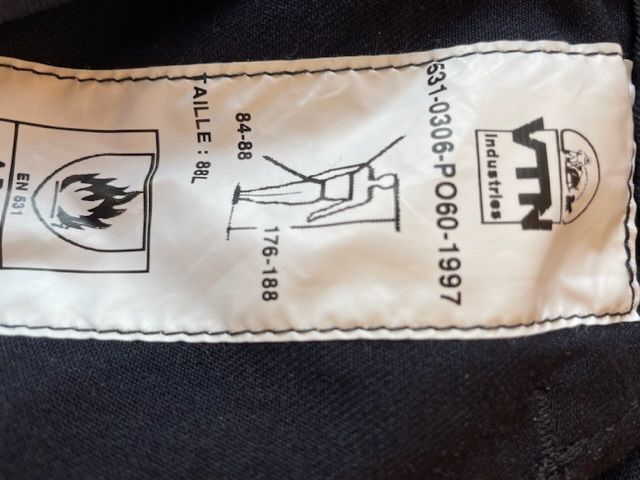 VTN
Industries
531-0306-PO60-1997
84-88
176-188
TAILLE : 88L
EN 531